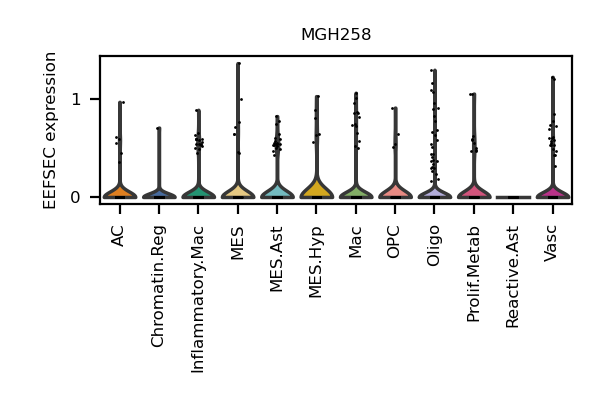 MGH258
EEFSEC expression
1
0
AC
Chromatin.Reg
Inflammatory.Mac
MES
MES.Ast
MES.Hyp
Mac
OPC
Oligo
Prolif.Metab
Reactive.Ast
Vasc